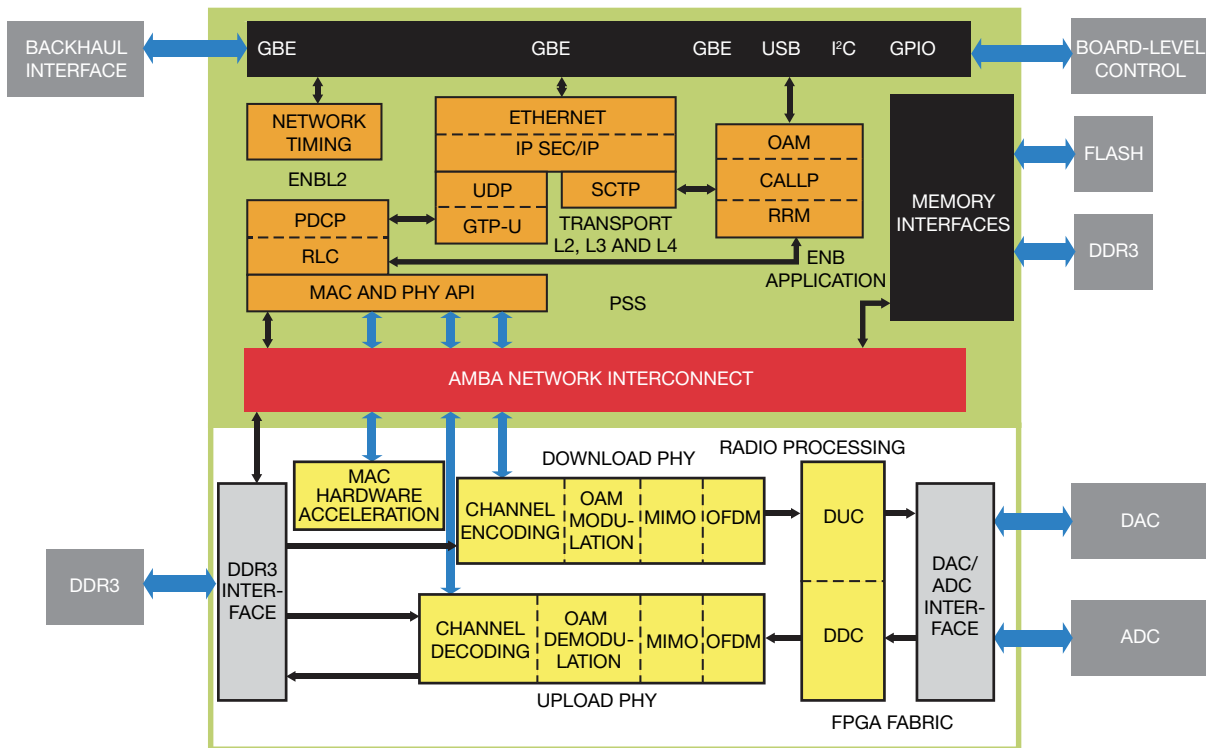 BACKHAUL
INTERFACE
GBE GBE GBE USB I²C GPIO
BOARD-LEVEL
CONTROL
NETWORK
TIMING
ENBL2
ETHERNET
IP SEC/IP
UDP
GTP-U
SCTP
TRANSPORT
L2, L3 AND L4
OAM
CALLP
RRM
ENB
APPLICATION
MEMORY
INTERFACES
FLASH
DDR3
PDCP
RLC
MAC AND PHY API
PSS
AMBA NETWORK INTERCONNECT
MAC
HARDWARE
ACCELERATION
DOWNLOAD PHY
CHANNEL
ENCODING
OAM
MODU-
LATION
MIMO
OFDM
RADIO PROCESSING
DUC
DDC
DDR3
DDR3
INTER-
FACE
CHANNEL
DECODING
OAM
DEMODU-
LATION
MIMO
OFDM
UPLOAD PHY
DAC/
ADC
INTER-
FACE
FPGA FABRIC
DAC
ADC